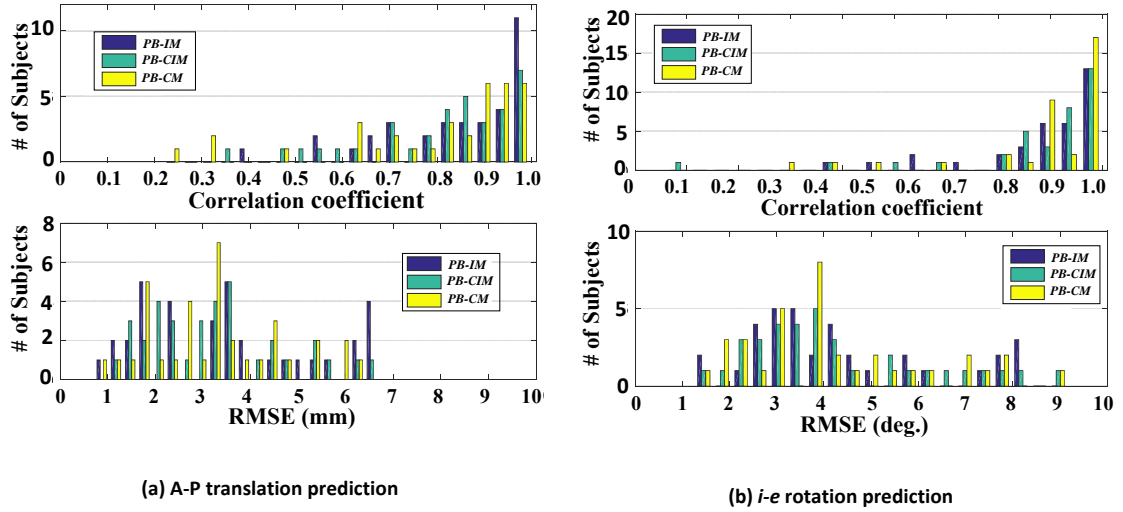 # of Subjects
10
5
0
PB-IM
PB-CIM
PB-CM
0 0.1 0.2 0.3 0.4 0.5 0.6 0.7 0.8 0.9 1.0
Correlation coefficient
# of Subjects
8
6
4
2
0
PB-IM
PB-CIM
PB-CM
0 1 2 3 4 5 6 7 8 9 10
RMSE (mm)
(a) A-P translation prediction
# of Subjects
20
15
10
5
0
PB-IM
PB-CIM
PB-CM
0 0.1 0.2 0.3 0.3 0.5 0.6 0.7 0.8 0.9 1.0
Correlation coefficient
# of Subjects
10
5
0
PB-IM
PB-CIM
PB-CM
0 1 2 3 4 5 6 7 8 9 10
RMSE (deg.)
(b) i-e rotation prediction